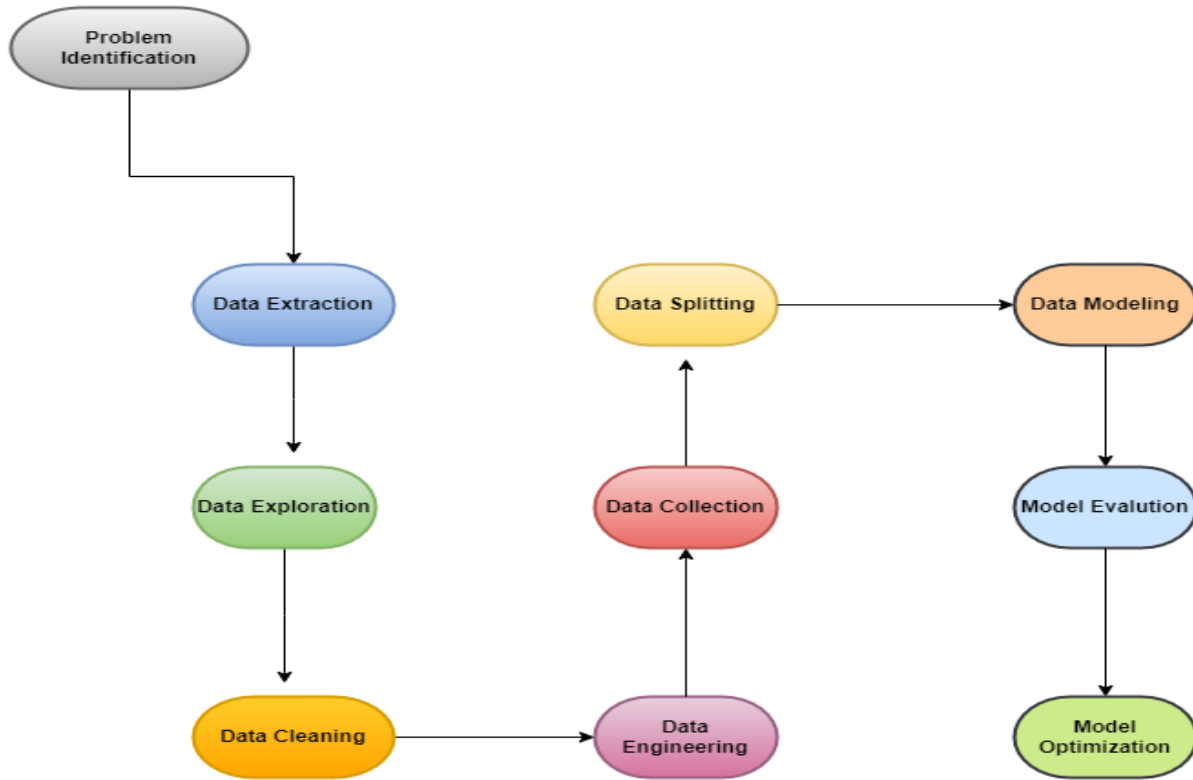 Problem
Identification
Data Extraction
Data Exploration
Data Cleaning
Data
Engineering
Data Collection
Data Splitting
Data Modeling
Model Evalution
Model
Optimization